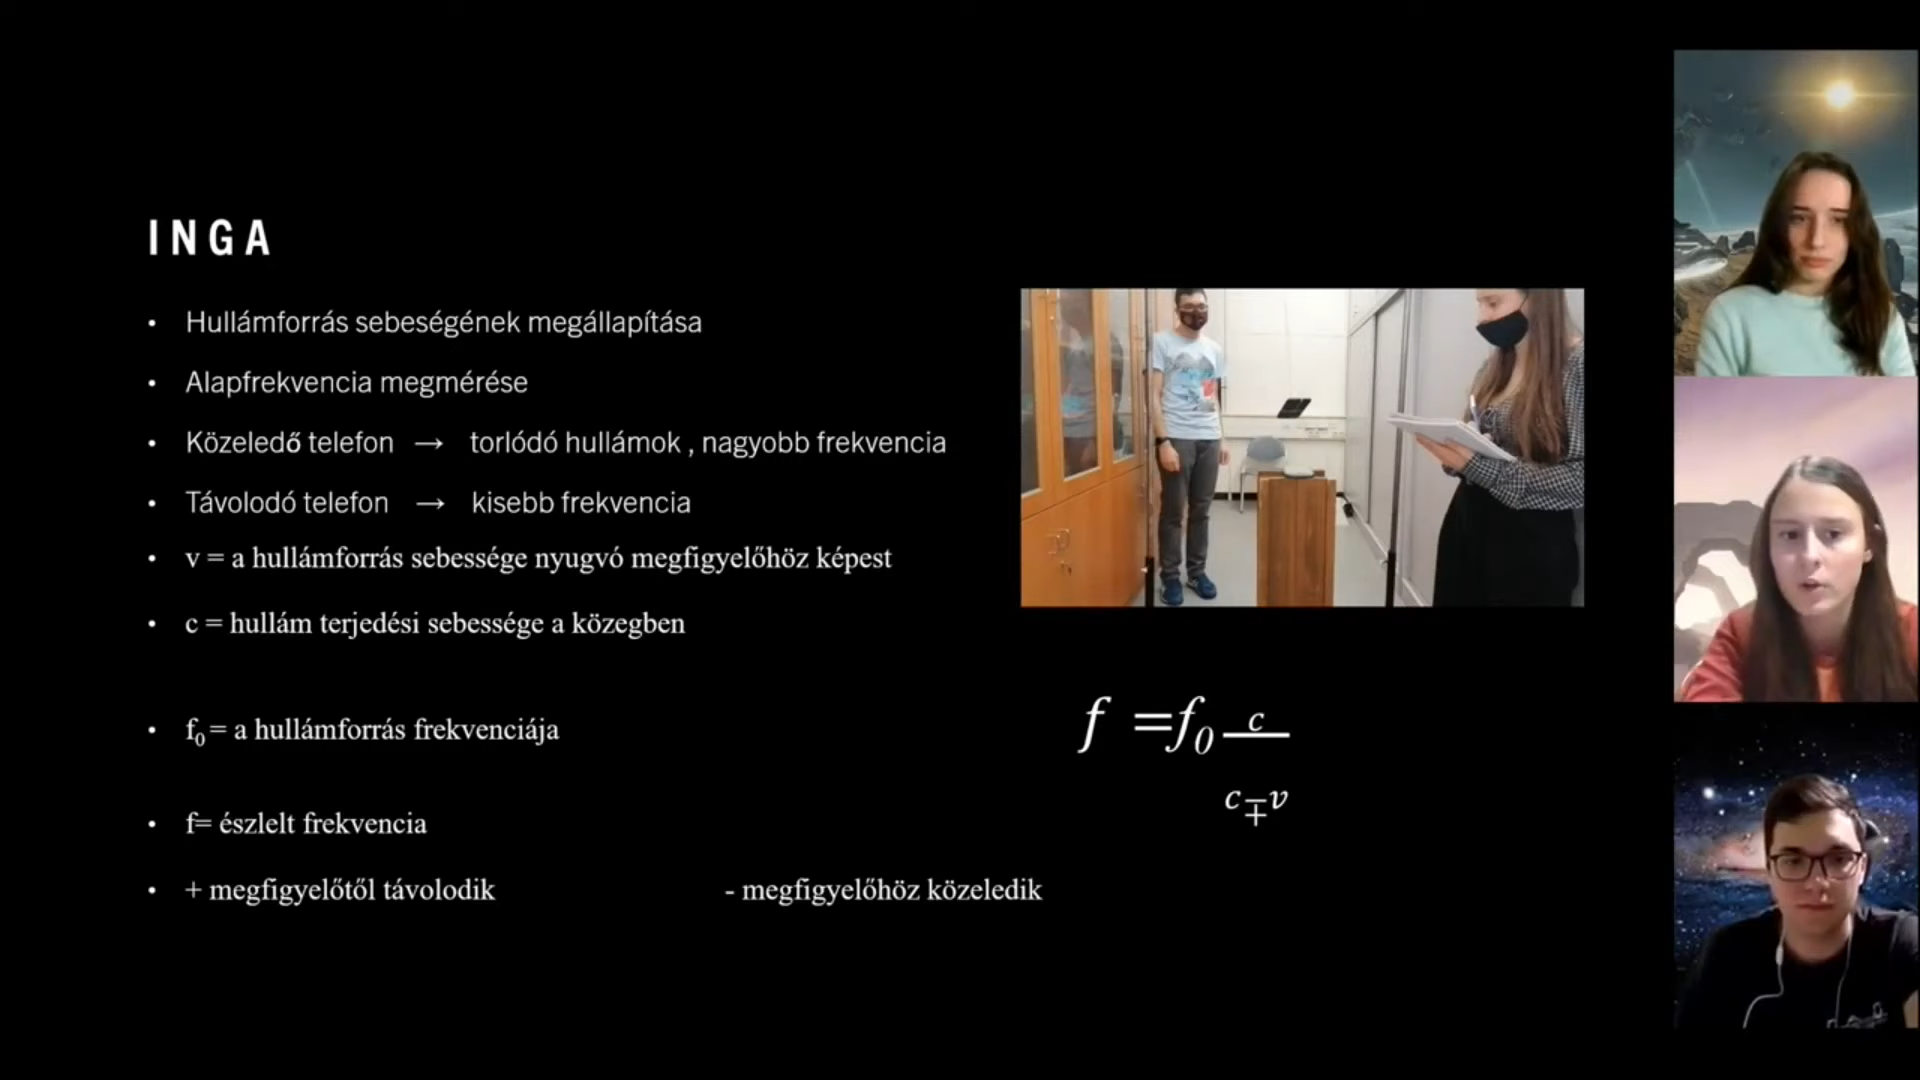 INGA
• Hullámforrás sebeségének megállapítása
• Alapfrekvencia megmérése
• Közeledő telefon → torlódó hullámok , nagyobb frekvencia
• Távolodó telefon → kisebb frekvencia
• v = a hullámforrás sebessége nyugvó megfigyelőhöz képest
• c = hullám terjedési sebessége a közegben
• f₀ = a hullámforrás frekvenciája
f =f₀ c
c∓v
• f= észlelt frekvencia
• + megfigyelőtől távolodik - megfigyelőhöz közeledik